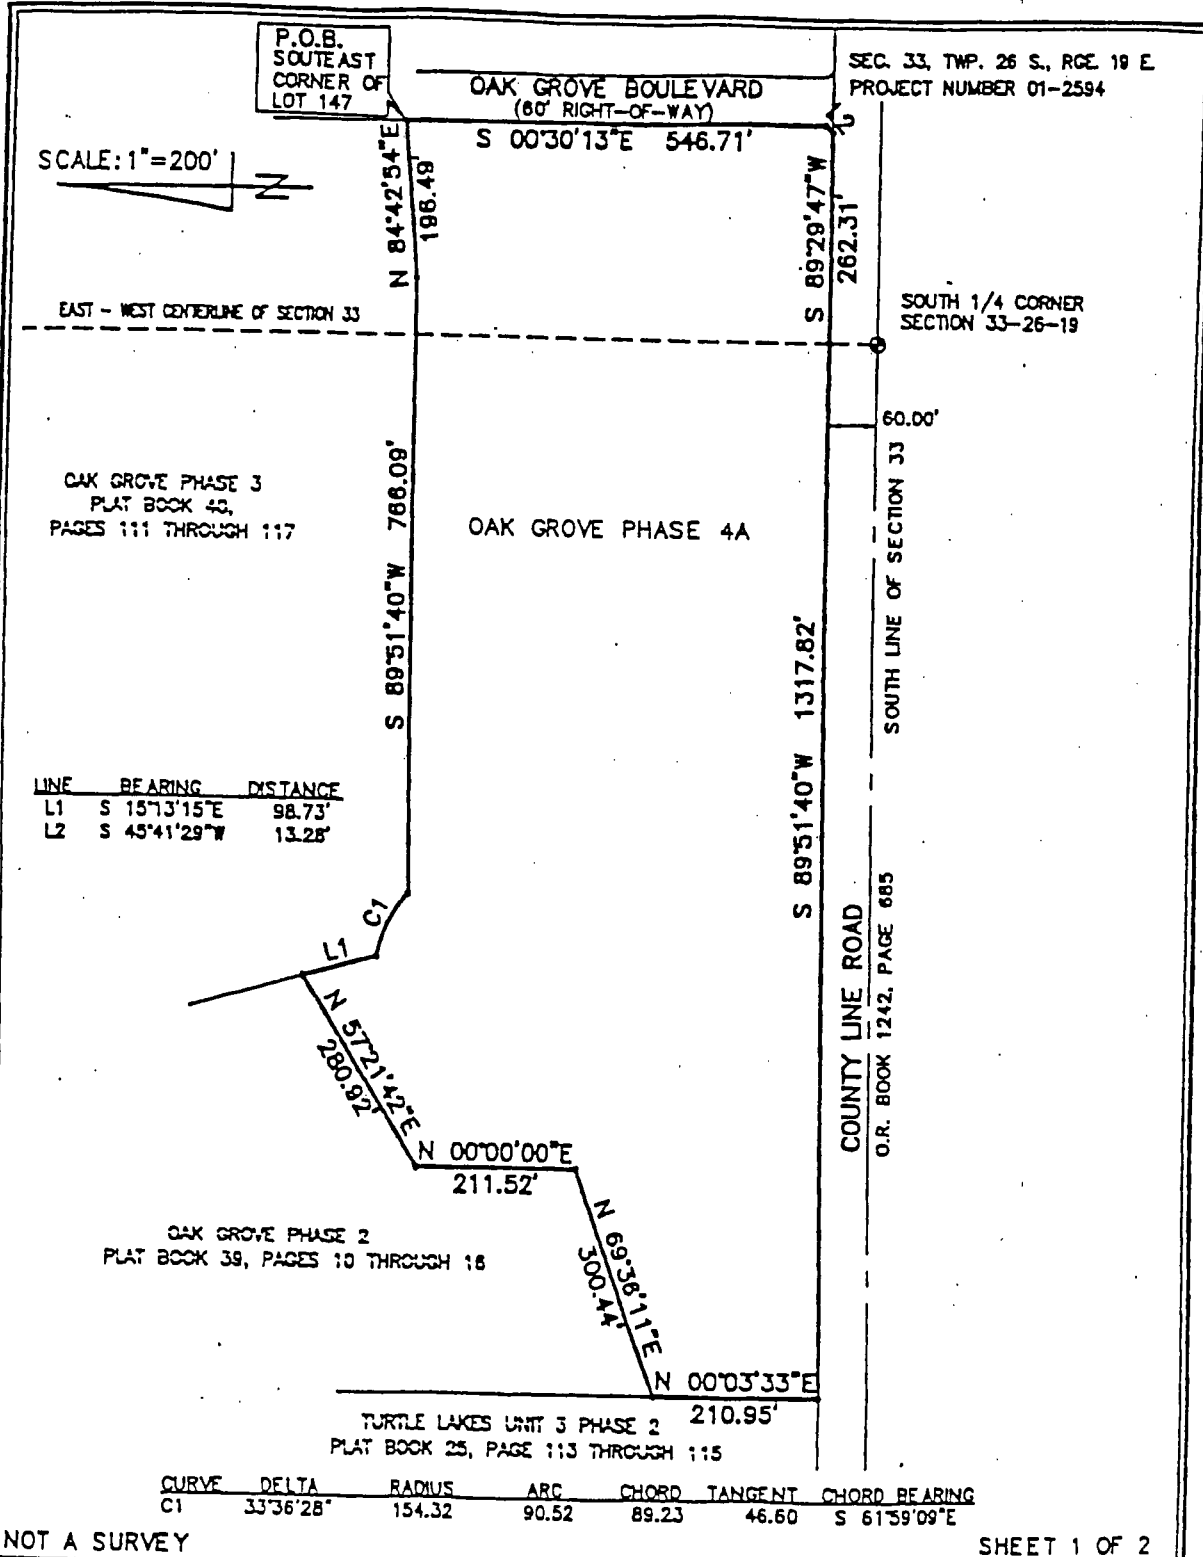 P.O.B.
SOUTEAST
CORNER OF
LOT 147
SEC. 33, TWP. 26 S., RGE. 19 E.
PROJECT NUMBER 01-2594
OAK GROVE BOULEVARD
(60' RIGHT-OF-WAY)
S 00°30'13"E 546.71'
SCALE: 1"=200'
N
N 84°42'54"E
196.49
S 89°29'47"W
262.31'
EAST - WEST CENTERLINE OF SECTION 33
SOUTH 1/4 CORNER
SECTION 33-26-19
60.00'
SOUTH LINE OF SECTION 33
OAK GROVE PHASE 3
PLAT BOOK 40,
PAGES 111 THROUGH 117
S 89°51'40"W 766.09'
OAK GROVE PHASE 4A
S 89°51'40"W 1317.82'
LINE BEARING DISTANCE
L1 S 15°13'15"E 98.73'
L2 S 45°41'29"W 13.28'
C1
L1
COUNTY LINE ROAD
O.R. BOOK 1242, PAGE 685
N 57°21'42"E
280.92'
N 00°00'00"E
211.52'
OAK GROVE PHASE 2
PLAT BOOK 39, PAGES 10 THROUGH 16
N 69°36'11"E
300.44'
N 00°03'33"E
210.95'
TURTLE LAKES UNIT 3 PHASE 2
PLAT BOOK 25, PAGE 113 THROUGH 115
CURVE DELTA RADIUS ARC CHORD TANGENT CHORD BEARING
C1 33°36'28" 154.32 90.52 89.23 46.60 S 61°59'09"E
NOT A SURVEY
SHEET 1 OF 2